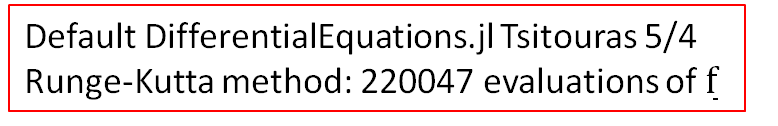 Default DifferentialEquations.jl Tsitouras 5/4
Runge-Kutta method: 220047 evaluations of f